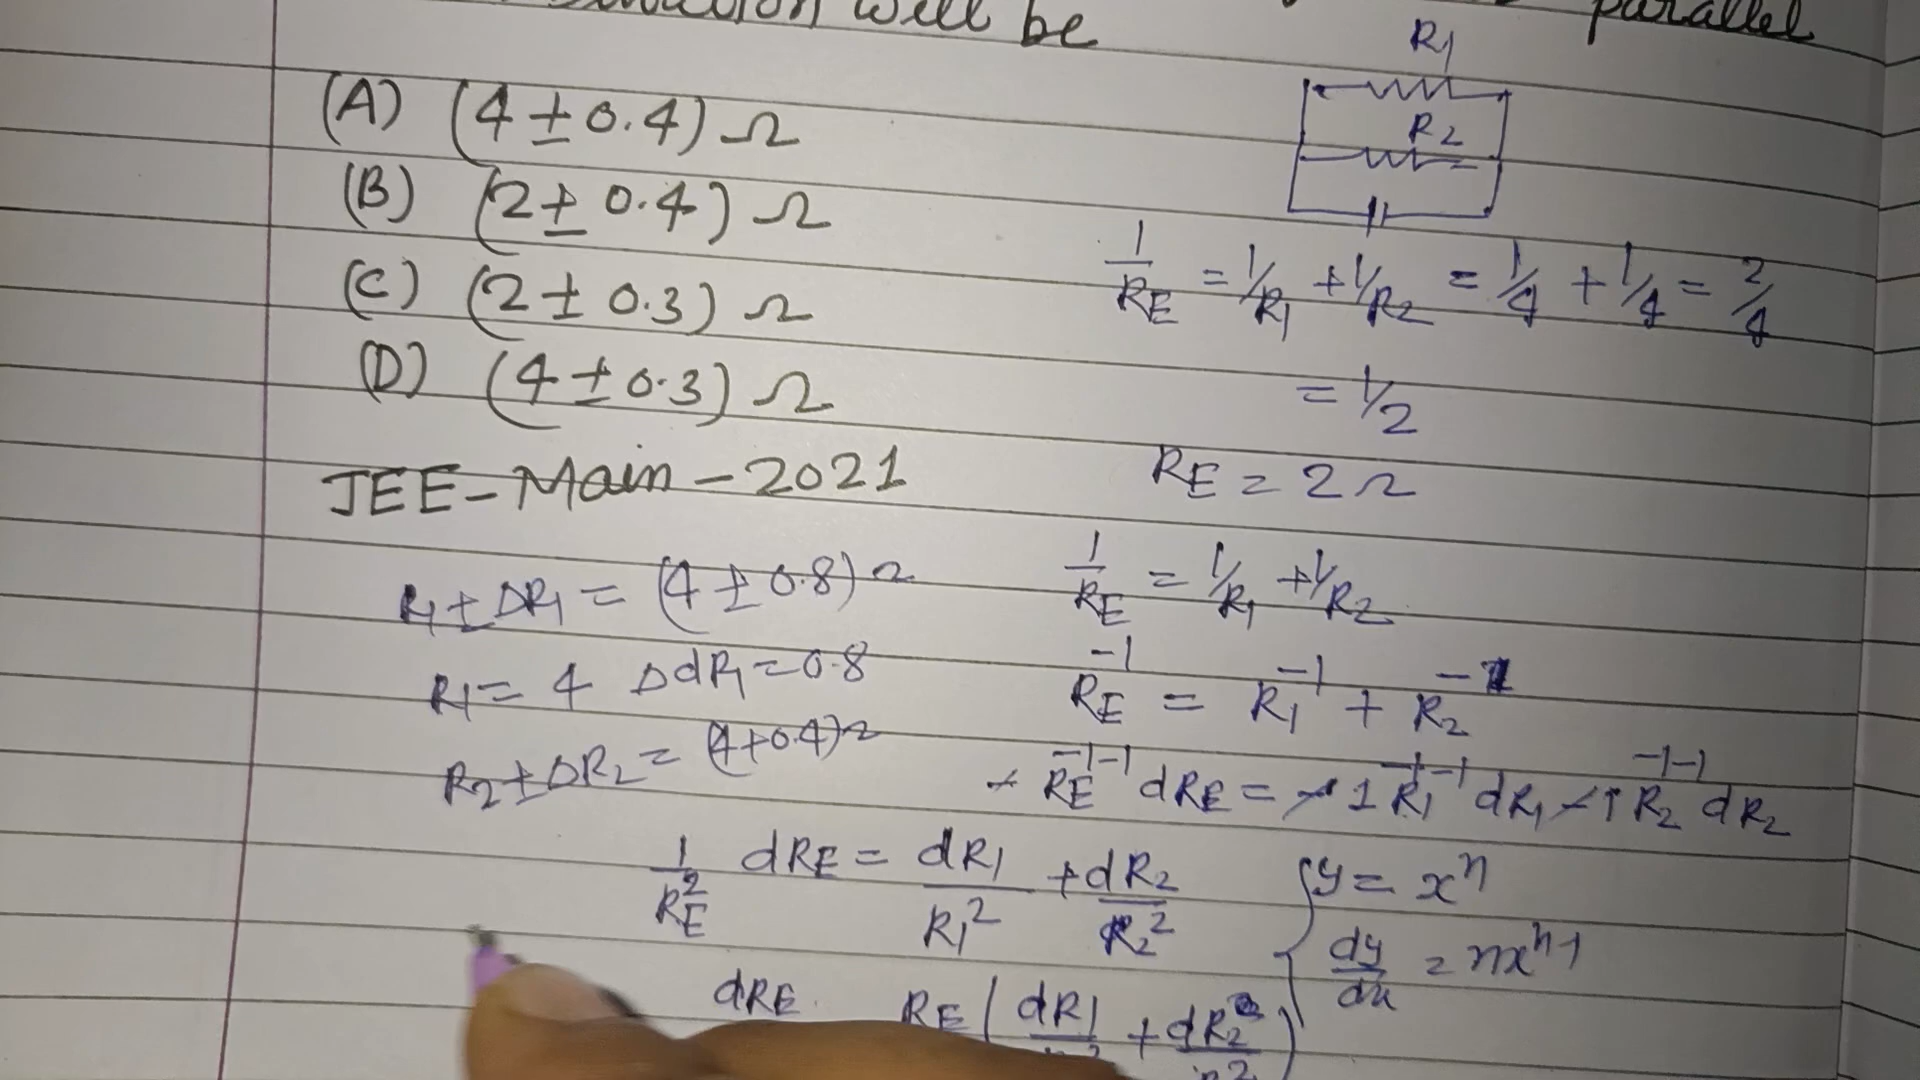 will be parallel
(A) (4 ± 0.4) Ω
(B) (2 ± 0.4) Ω
(C) (2 ± 0.3) Ω
(D) (4 ± 0.3) Ω
JEE-Main-2021
R1 ± ΔR1 = (4 ± 0.8) Ω
R1 = 4 Δ dR1 = 0.8
R2 ± ΔR2 = (4 + 0.4) Ω
R1
R2
1/RE = 1/R1 + 1/R2 = 1/4 + 1/4 = 2/4
= 1/2
RE = 2 Ω
1/RE = 1/R1 + 1/R2
RE^-1 = R1^-1 + R2^-1
- RE^-1-1 dRE = -1 R1^-1-1 dR1 - 1 R2^-1-1 dR2
1/RE^2 dRE = dR1/R1^2 + dR2/R2^2
y = x^n
dy/dx = nx^n-1
dRE RE ( dR1 + dR2 )